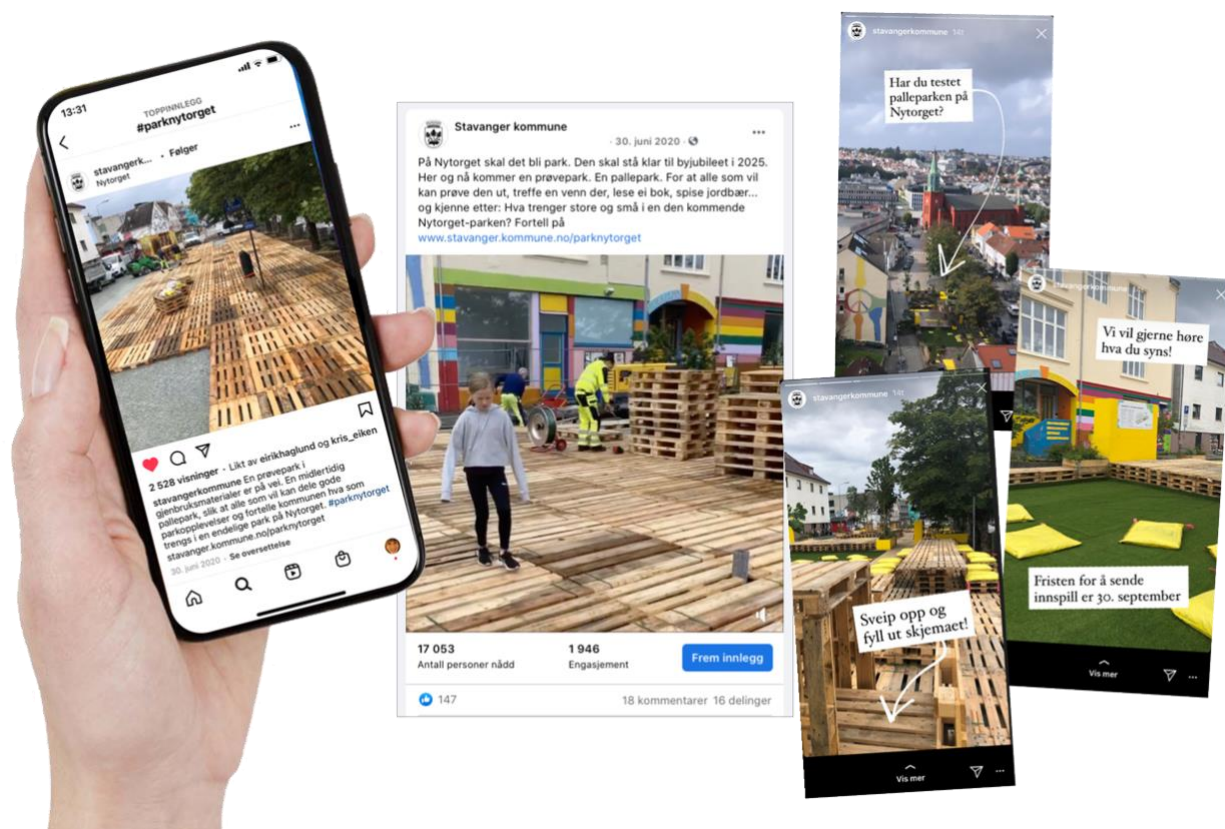 13:31
TOPPINNLEGG
#parknytorget
stavangerk... • Følger
Nytorget
2 528 visninger • Likt av eirikhaglund og kris_eiken
stavangerkommune En prøvepark i
gjenbruksmaterialer er på vei. En midlertidig
pallepark, slik at alle som vil kan dele gode
parkopplevelser og fortelle kommunen hva som
trengs i en endelige park på Nytorget. #parknytorget
stavanger.kommune.no/parknytorget
30. juni 2020 • Se oversettelse
Stavanger kommune
· 30. juni 2020 ·
På Nytorget skal det bli park. Den skal stå klar til byjubileet i 2025.
Her og nå kommer en prøvepark. En pallepark. For at alle som vil
kan prøve den ut, treffe en venn der, lese ei bok, spise jordbær...
og kjenne etter: Hva trenger store og små i en den kommende
Nytorget-parken? Fortell på
www.stavanger.kommune.no/parknytorget
17 053
Antall personer nådd
1 946
Engasjement
Frem innlegg
147
18 kommentarer 16 delinger
stavangerkommune 14t
Har du testet
palleparken på
Nytorget?
stavangerkommune
Vi vil gjerne høre
hva du syns!
Fristen for å sende
innspill er 30. september
Vis mer
stavangerkommune 14t
Sveip opp og
fyll ut skjemaet!
Vis mer